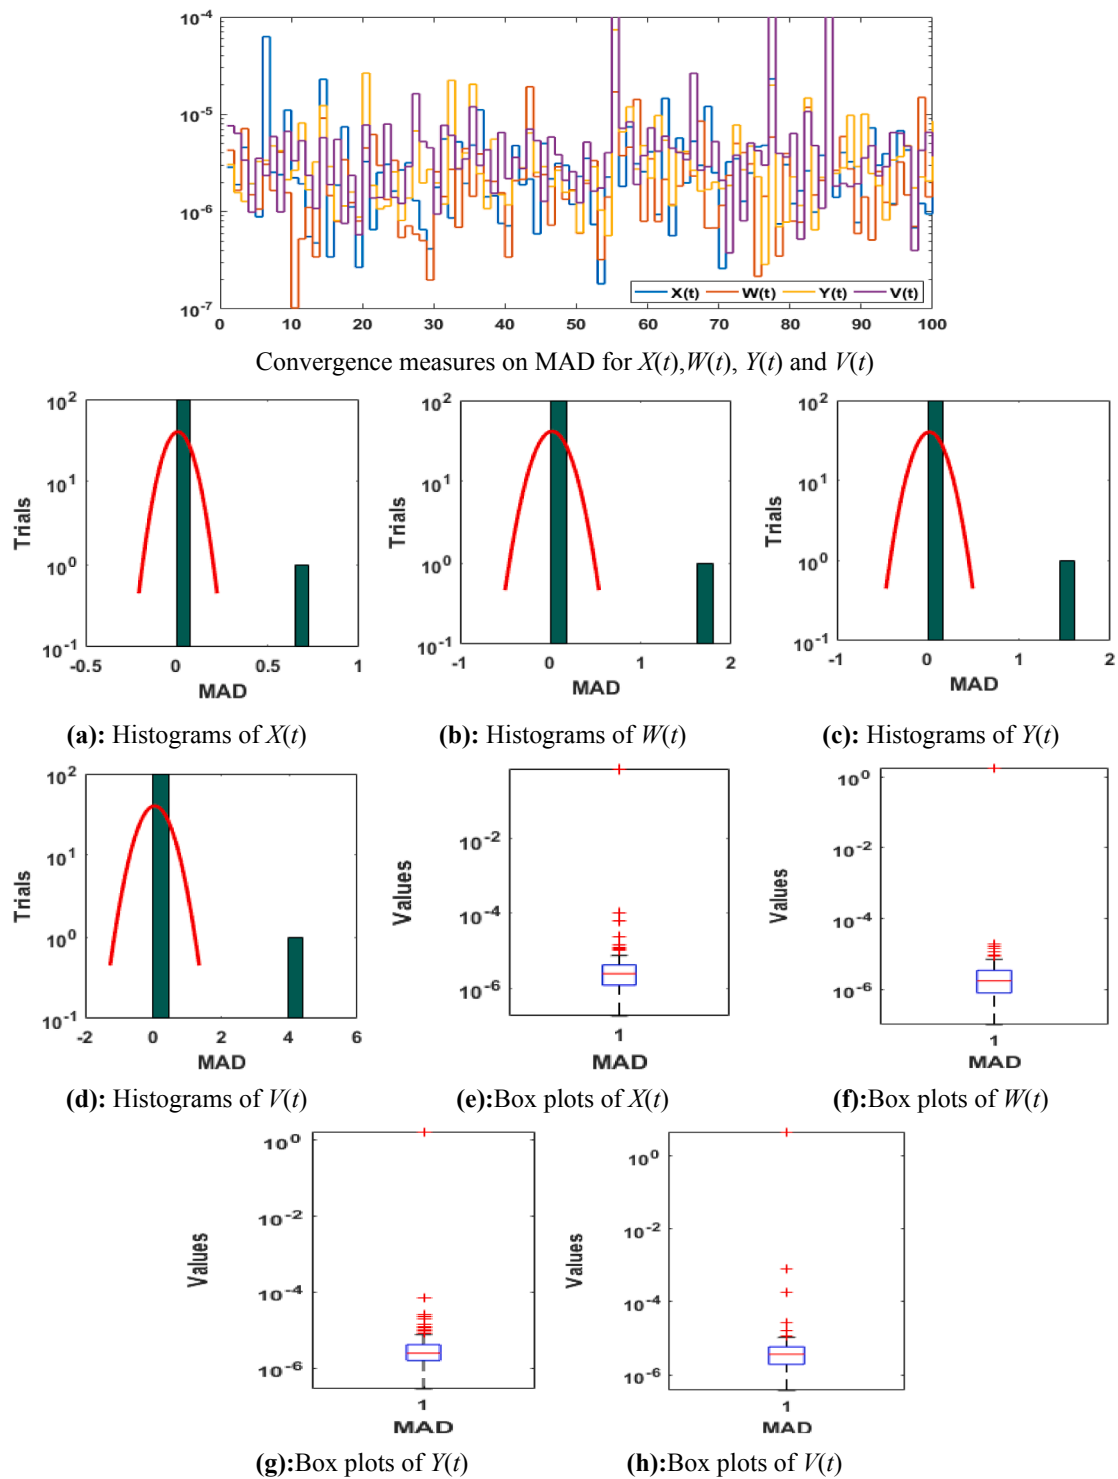 10^-4
10^-5
10^-6
10^-7
X(t) W(t) Y(t) V(t)
0 10 20 30 40 50 60 70 80 90 100
Convergence measures on MAD for X(t),W(t), Y(t) and V(t)
10^2
10^1
10^0
10^-1
Trials
-0.5 0 0.5 1
MAD
(a): Histograms of X(t)
10^2
10^1
10^0
10^-1
Trials
-1 0 1 2
MAD
(b): Histograms of W(t)
10^2
10^1
10^0
10^-1
Trials
-1 0 1 2
MAD
(c): Histograms of Y(t)
10^2
10^1
10^0
10^-1
Trials
-2 0 2 4 6
MAD
(d): Histograms of V(t)
10^-2
10^-4
10^-6
Values
1
MAD
(e):Box plots of X(t)
10^0
10^-2
10^-4
10^-6
Values
1
MAD
(f):Box plots of W(t)
10^0
10^-2
10^-4
10^-6
Values
1
MAD
(g):Box plots of Y(t)
10^0
10^-2
10^-4
10^-6
Values
1
MAD
(h):Box plots of V(t)